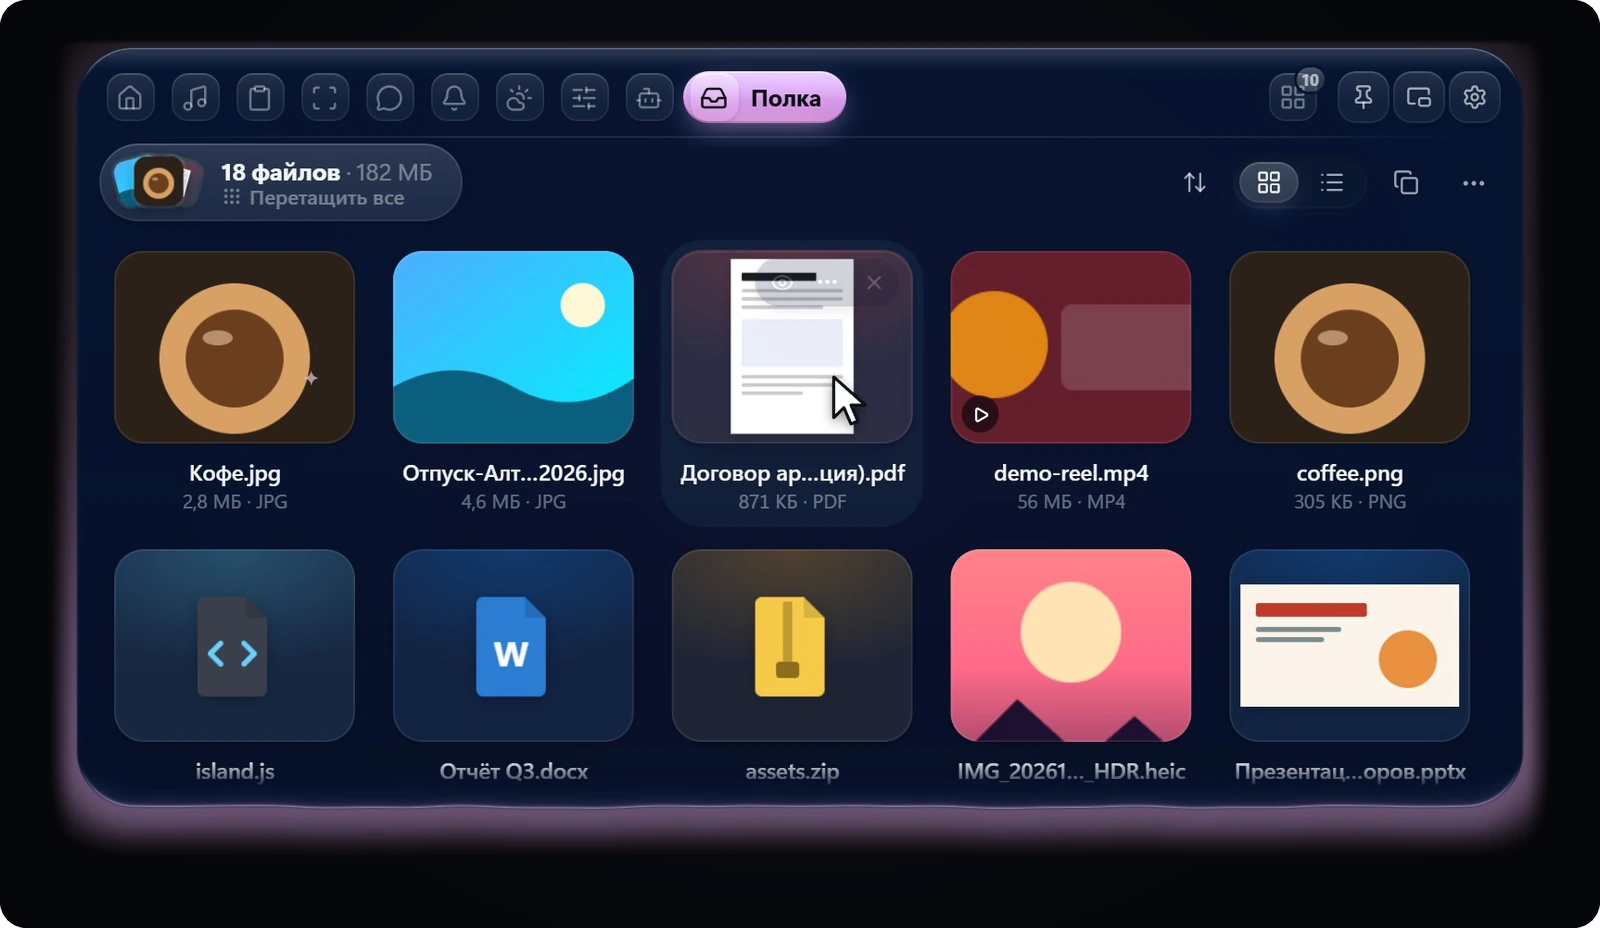 Полка
10
18 файлов · 182 МБ
Перетащить все
Кофе.jpg
2,8 МБ · JPG
Отпуск-Алт...2026.jpg
4,6 МБ · JPG
Договор ар...ция).pdf
871 КБ · PDF
demo-reel.mp4
56 МБ · MP4
coffee.png
305 КБ · PNG
island.js
W
Отчёт Q3.docx
assets.zip
IMG_20261..._HDR.heic
Презентац...оров.pptx